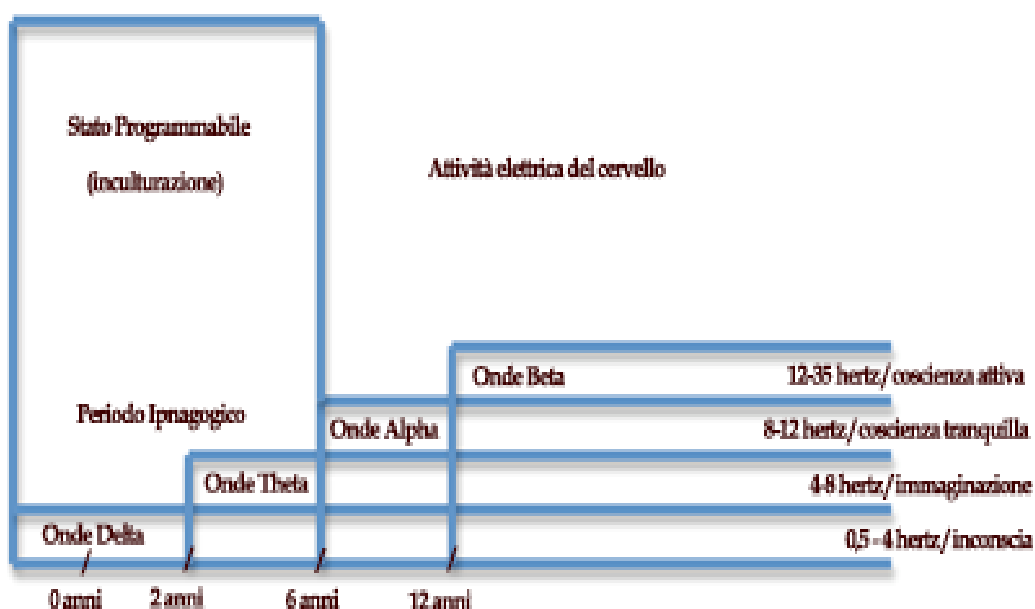 Stato Programmabile
(inculturazione)
Attività elettrica del cervello
Onde Beta
12-35 hertz/coscienza attiva
Periodo Ipnagogico
Onde Alpha
8-12 hertz/coscienza tranquilla
Onde Theta
4-8 hertz/immaginazione
Onde Delta
0,5 - 4 hertz/inconscia
0 anni
2 anni
6 anni
12 anni